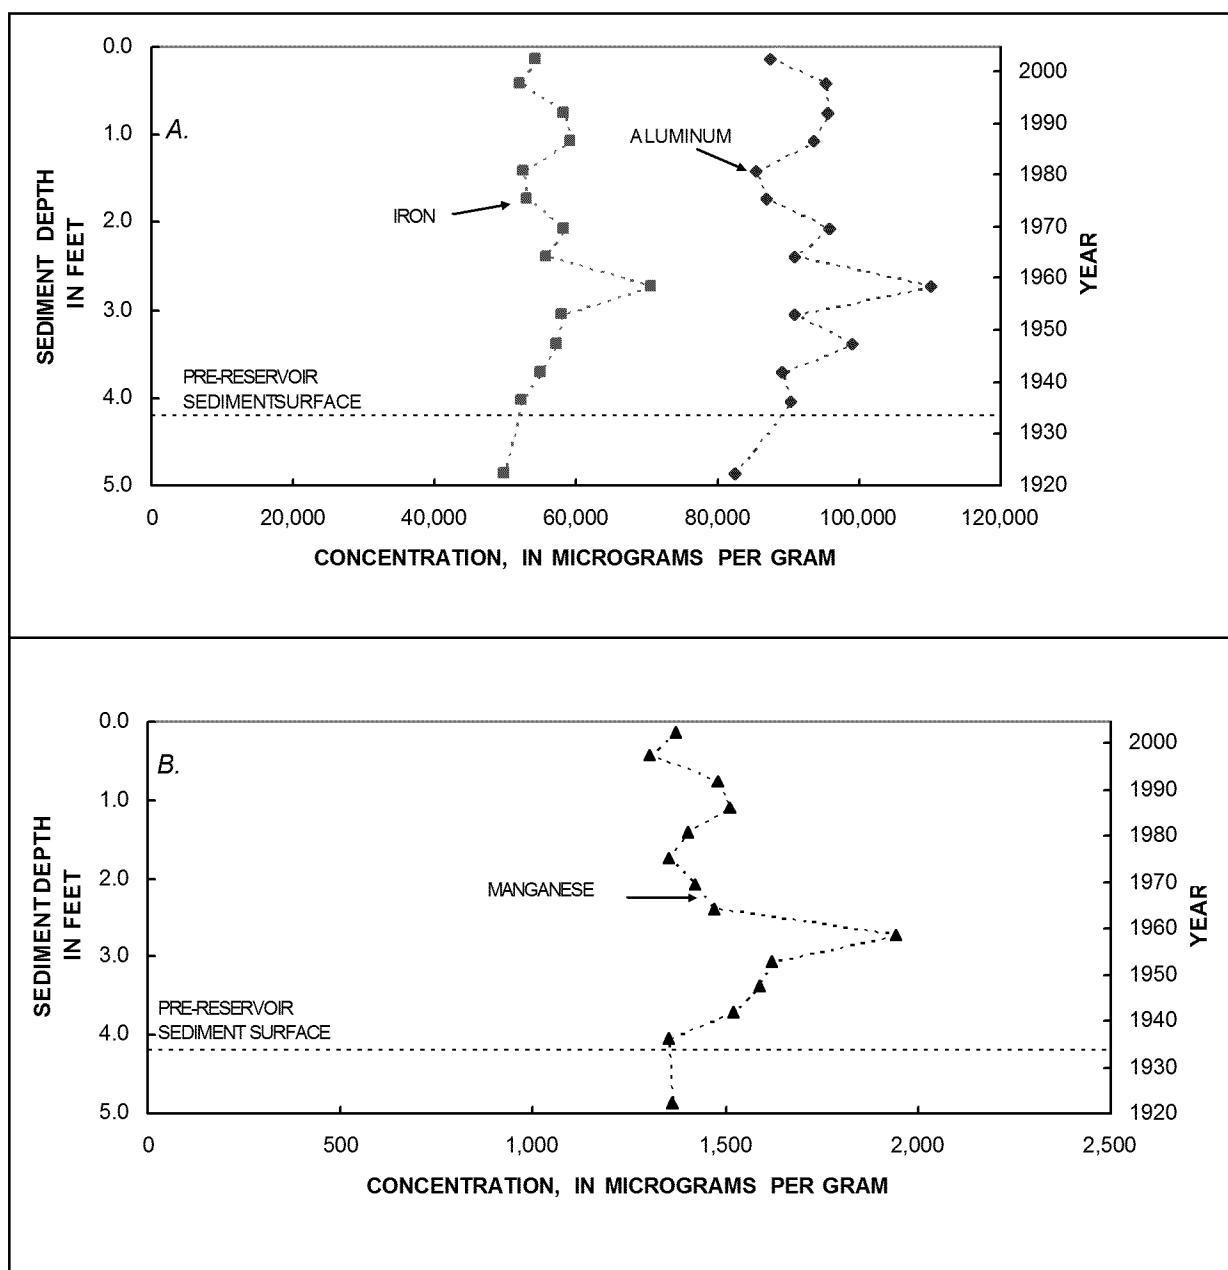 0.0
2000
A.
ALUMINUM
1990
1.0
1980
IRON
2.0
1970
SEDIMENT DEPTH
IN FEET
YEAR
1960
3.0
1950
PRE-RESERVOIR
SEDIMENT SURFACE
1940
4.0
1930
5.0
1920
0 20,000 40,000 60,000 80,000 100,000 120,000
CONCENTRATION, IN MICROGRAMS PER GRAM
0.0
2000
B.
1990
1.0
1980
2.0
MANGANESE
1970
SEDIMENT DEPTH
IN FEET
YEAR
1960
3.0
1950
PRE-RESERVOIR
SEDIMENT SURFACE
1940
4.0
1930
5.0
1920
0 500 1,000 1,500 2,000 2,500
CONCENTRATION, IN MICROGRAMS PER GRAM